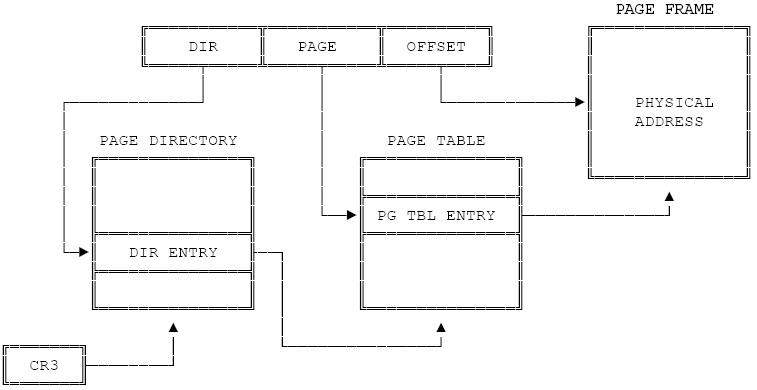 PAGE FRAME
DIR PAGE OFFSET
PHYSICAL
ADDRESS
PAGE DIRECTORY PAGE TABLE
PG TBL ENTRY
DIR ENTRY
CR3